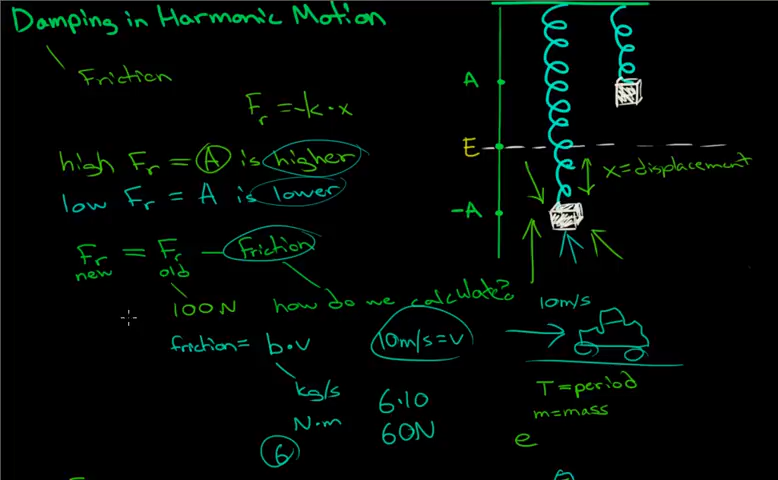 Damping in Harmonic Motion
Friction
Fr = -k · x
high Fr = A is higher
low Fr = A is lower
Fr new = Fr old - friction
100N how do we calculate?
friction = b·v
10m/s = v
kg/s
N·m
6
6·10
60N
A
E
-A
x = displacement
10m/s
T = period
m = mass
e